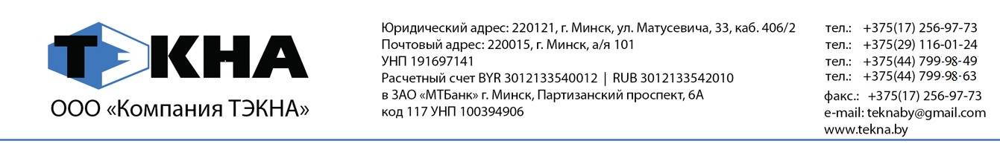 ТЭКНА
ООО «Компания ТЭКНА»
Юридический адрес: 220121, г. Минск, ул. Матусевича, 33, каб. 406/2
Почтовый адрес: 220015, г. Минск, а/я 101
УНП 191697141
Расчетный счет BYR 3012133540012 | RUB 3012133542010
в ЗАО «МТБанк» г. Минск, Партизанский проспект, 6А
код 117 УНП 100394906
тел.: +375(17) 256-97-73
тел.: +375(29) 116-01-24
тел.: +375(44) 799-98-49
тел.: +375(44) 799-98-63
факс.: +375(17) 256-97-73
e-mail: teknaby@gmail.com
www.tekna.by